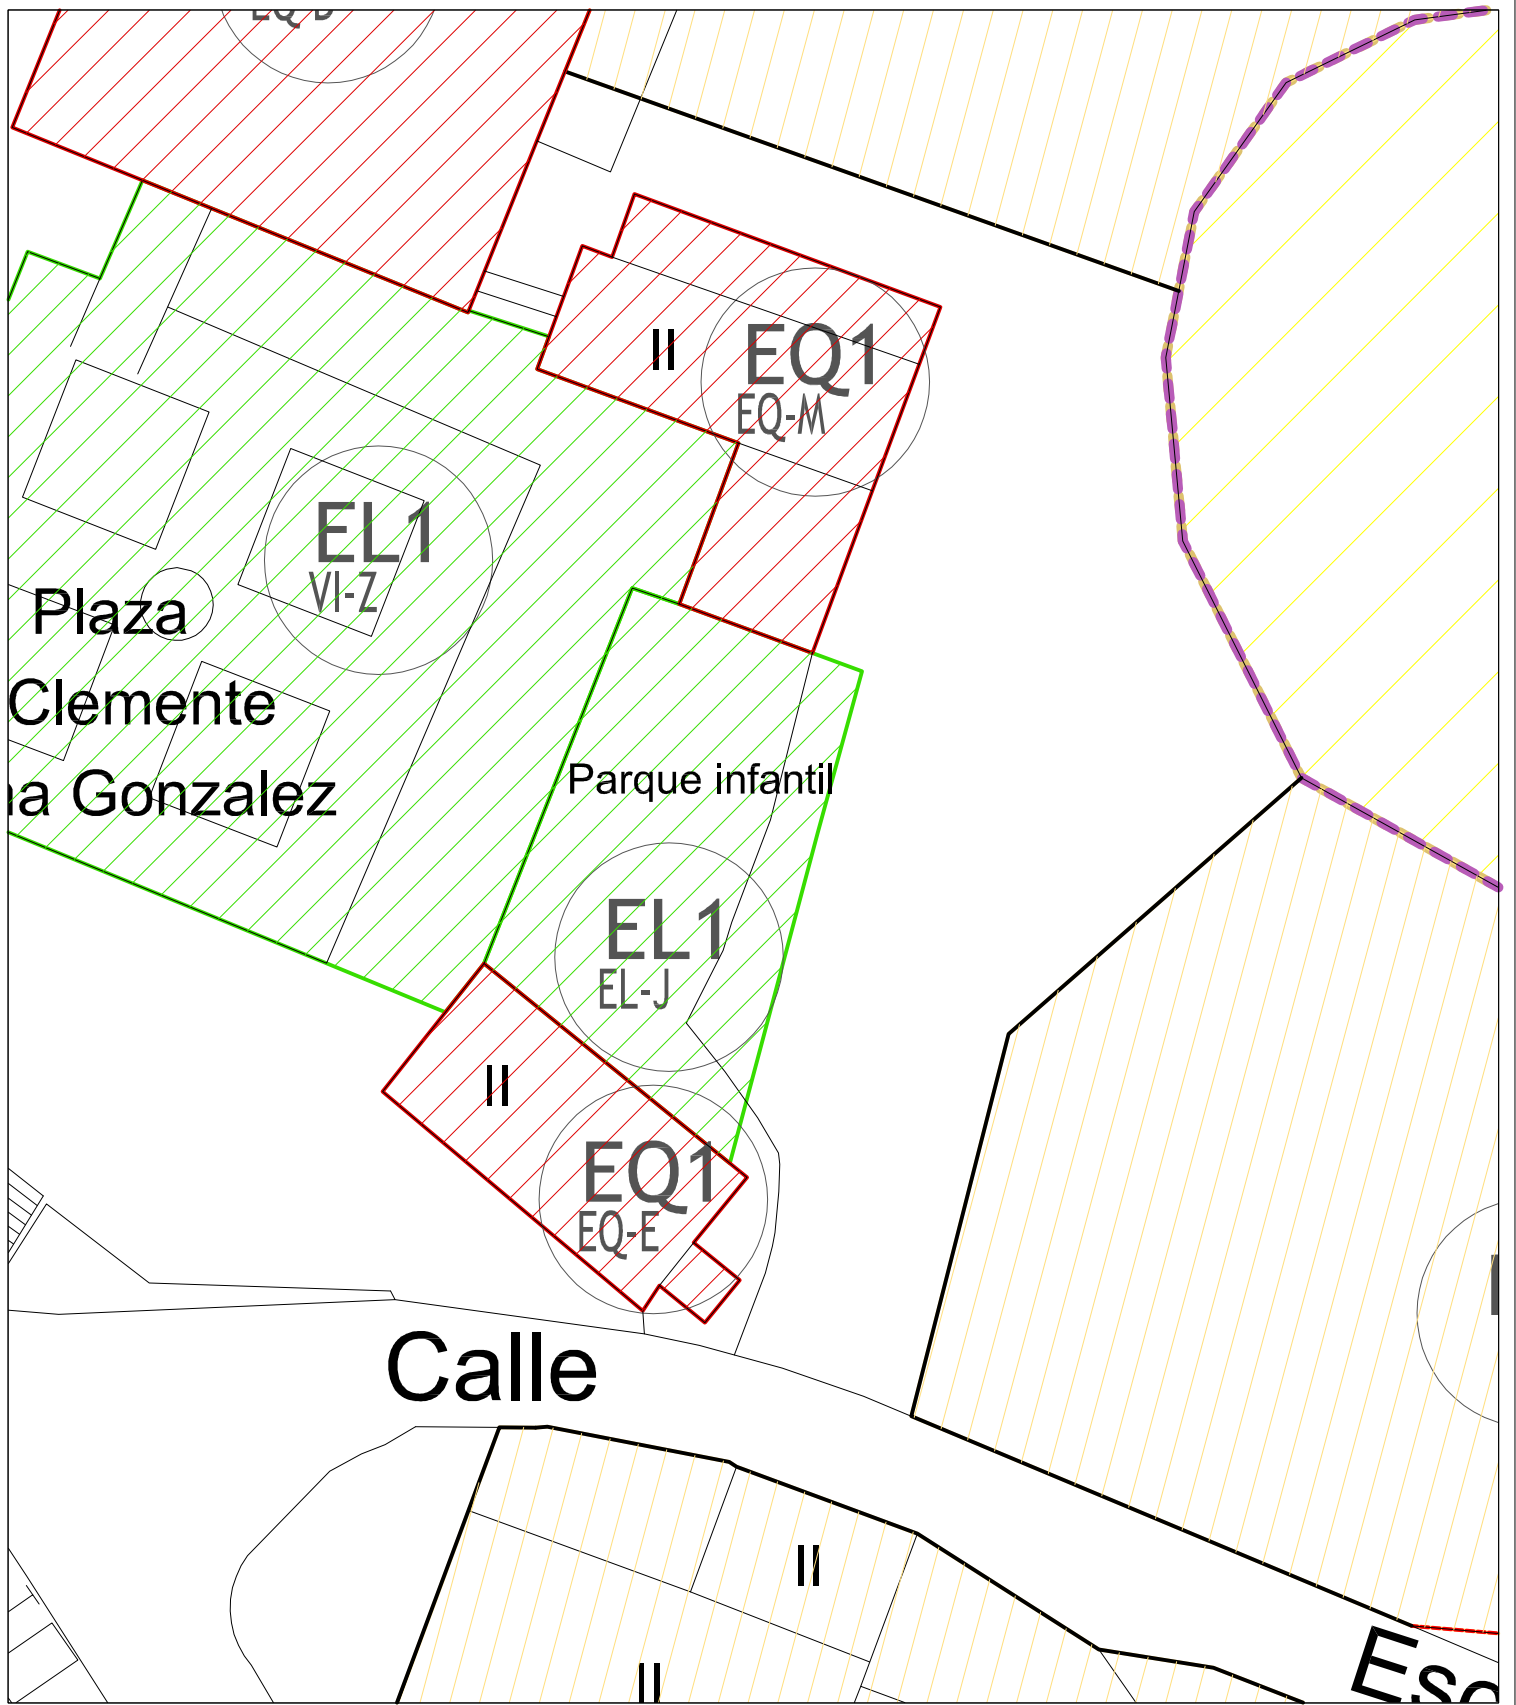 II
EQ1
EQ-M
EL1
VI-Z
Plaza
Clemente
Gonzalez
Parque infantil
EL1
EL-J
II
EQ1
EQ-E
Calle
II
II